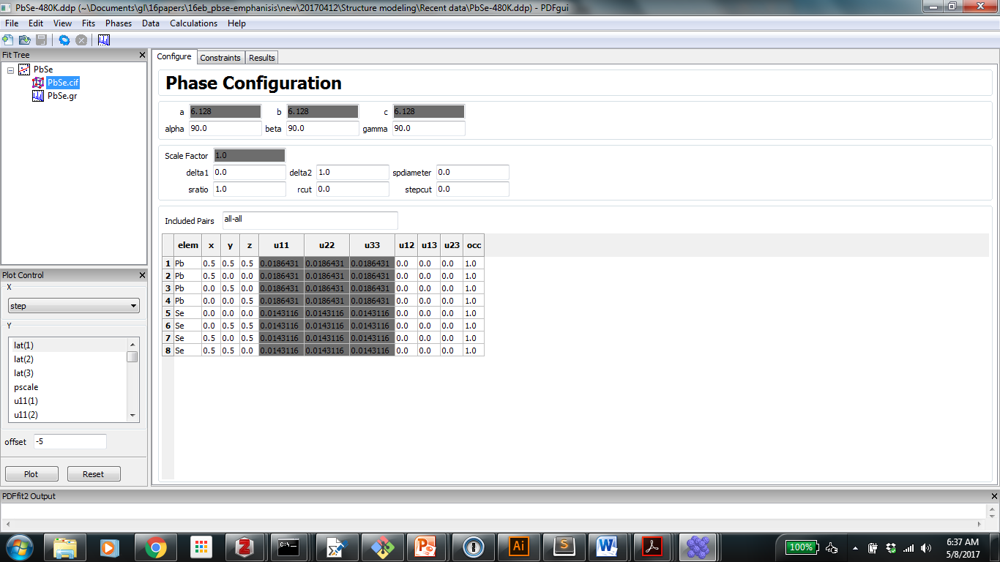 PbSe-480K.ddp (~\Documents\gl\16papers\16eb_pbse-emphanisis\new\20170412\Structure modeling\Recent data\PbSe-480K.ddp) - PDFgui
File Edit View Fits Phases Data Calculations Help
Fit Tree
PbSe
PbSe.cif
PbSe.gr
Plot Control
X
step
Y
lat(1)
lat(2)
lat(3)
pscale
u11(1)
u11(2)
offset -5
Plot Reset
Configure Constraints Results
Phase Configuration
a 6.128 b 6.128 c 6.128
alpha 90.0 beta 90.0 gamma 90.0
Scale Factor 1.0
delta1 0.0 delta2 1.0 spdiameter 0.0
sratio 1.0 rcut 0.0 stepcut 0.0
Included Pairs all-all
elem x y z u11 u22 u33 u12 u13 u23 occ
1 Pb 0.5 0.5 0.5 0.0186431 0.0186431 0.0186431 0.0 0.0 0.0 1.0
2 Pb 0.5 0.0 0.0 0.0186431 0.0186431 0.0186431 0.0 0.0 0.0 1.0
3 Pb 0.0 0.5 0.0 0.0186431 0.0186431 0.0186431 0.0 0.0 0.0 1.0
4 Pb 0.0 0.0 0.5 0.0186431 0.0186431 0.0186431 0.0 0.0 0.0 1.0
5 Se 0.0 0.0 0.0 0.0143116 0.0143116 0.0143116 0.0 0.0 0.0 1.0
6 Se 0.0 0.5 0.5 0.0143116 0.0143116 0.0143116 0.0 0.0 0.0 1.0
7 Se 0.5 0.0 0.5 0.0143116 0.0143116 0.0143116 0.0 0.0 0.0 1.0
8 Se 0.5 0.5 0.0 0.0143116 0.0143116 0.0143116 0.0 0.0 0.0 1.0
PDFfit2 Output
C:\_
Z
P
Ai
S
W
100%
6:37 AM
5/8/2017